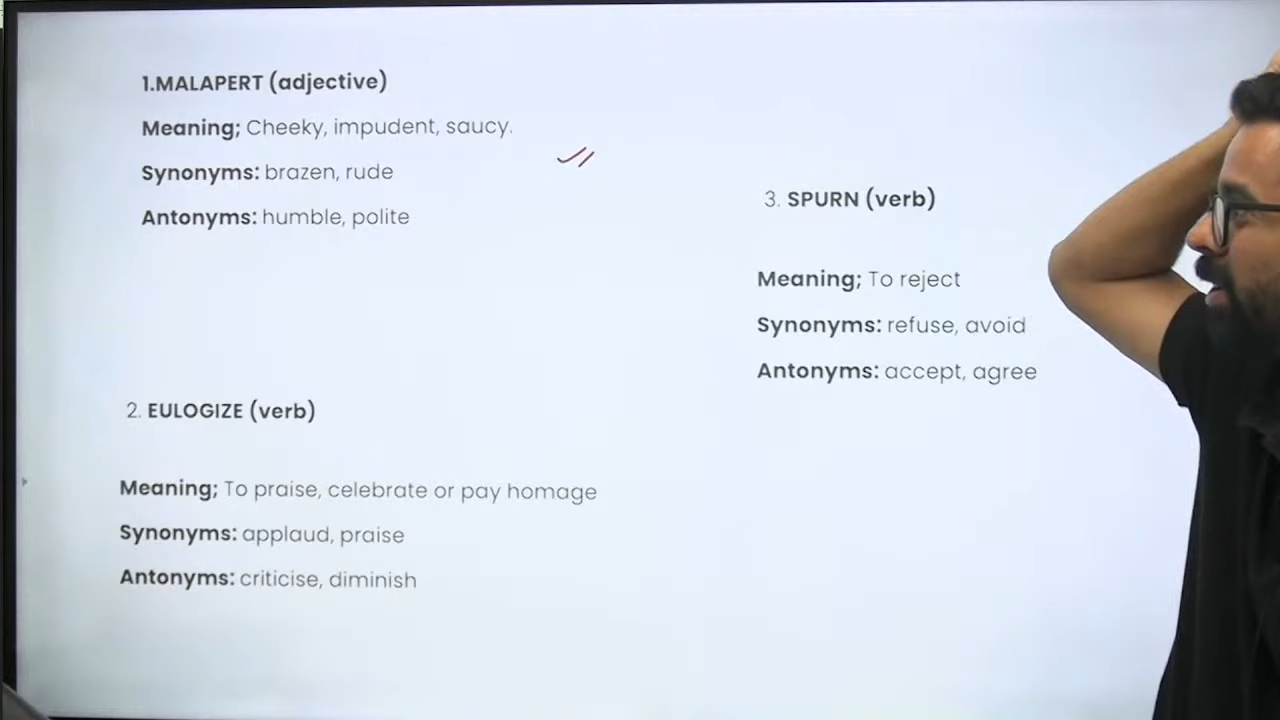 1.MALAPERT (adjective)
Meaning; Cheeky, impudent, saucy.
Synonyms: brazen, rude
Antonyms: humble, polite
2. EULOGIZE (verb)
Meaning; To praise, celebrate or pay homage
Synonyms: applaud, praise
Antonyms: criticise, diminish
3. SPURN (verb)
Meaning; To reject
Synonyms: refuse, avoid
Antonyms: accept, agree